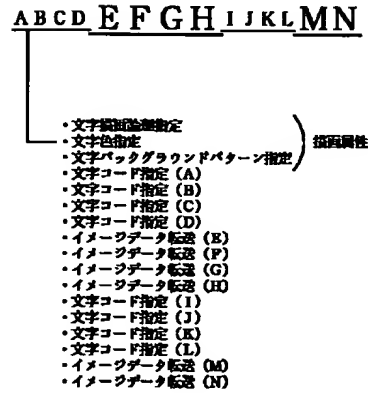 ABCDEFGHIJKLMN
・文字描画論理指定
・文字色指定
・文字バックグラウンドパターン指定
描画属性
・文字コード指定(A)
・文字コード指定(B)
・文字コード指定(C)
・文字コード指定(D)
・イメージデータ転送(E)
・イメージデータ転送(F)
・イメージデータ転送(G)
・イメージデータ転送(H)
・文字コード指定(I)
・文字コード指定(J)
・文字コード指定(K)
・文字コード指定(L)
・イメージデータ転送(M)
・イメージデータ転送(N)